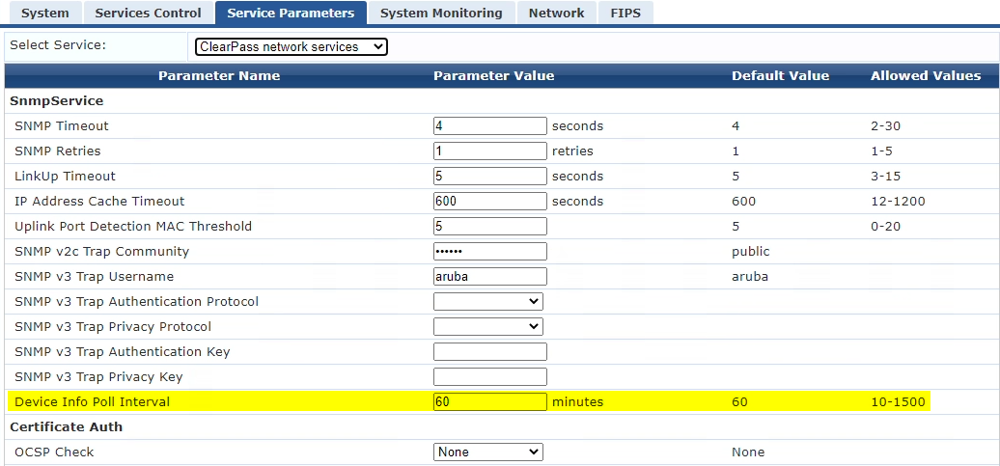 System Services Control Service Parameters System Monitoring Network FIPS
Select Service: ClearPass network services
Parameter Name Parameter Value Default Value Allowed Values
SnmpService
SNMP Timeout 4 seconds 4 2-30
SNMP Retries 1 retries 1 1-5
LinkUp Timeout 5 seconds 5 3-15
IP Address Cache Timeout 600 seconds 600 12-1200
Uplink Port Detection MAC Threshold 5 5 0-20
SNMP v2c Trap Community •••••• public
SNMP v3 Trap Username aruba aruba
SNMP v3 Trap Authentication Protocol
SNMP v3 Trap Privacy Protocol
SNMP v3 Trap Authentication Key
SNMP v3 Trap Privacy Key
Device Info Poll Interval 60 minutes 60 10-1500
Certificate Auth
OCSP Check None None